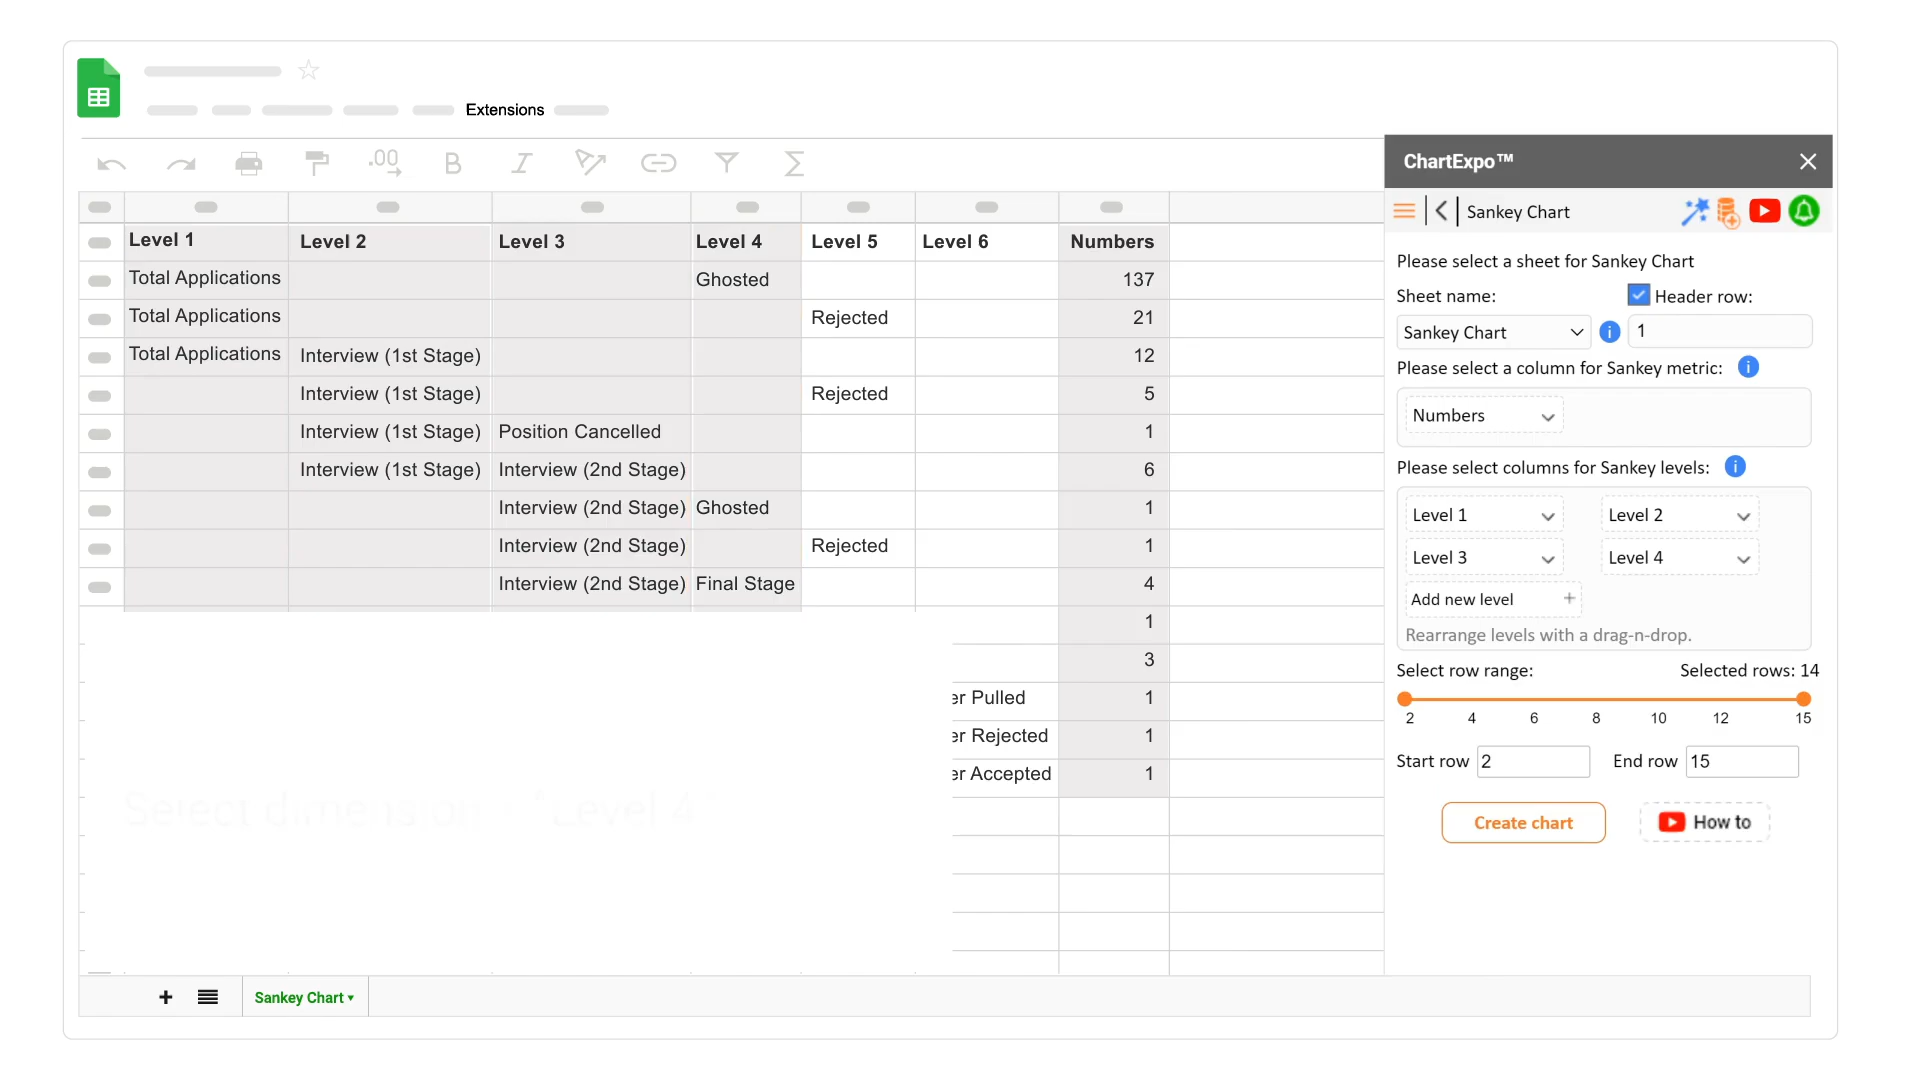 Extensions
ChartExpo™
Sankey Chart
Level 1 Level 2 Level 3 Level 4 Level 5 Level 6 Numbers
Total Applications Ghosted 137
Total Applications Rejected 21
Total Applications Interview (1st Stage) 12
Interview (1st Stage) Rejected 5
Interview (1st Stage) Position Cancelled 1
Interview (1st Stage) Interview (2nd Stage) 6
Interview (2nd Stage) Ghosted 1
Interview (2nd Stage) Rejected 1
Interview (2nd Stage) Final Stage 4
1
3
er Pulled 1
er Rejected 1
er Accepted 1
Select dimension - "Level 4"
Please select a sheet for Sankey Chart
Sheet name: Header row:
Sankey Chart 1
Please select a column for Sankey metric:
Numbers
Please select columns for Sankey levels:
Level 1 Level 2
Level 3 Level 4
Add new level +
Rearrange levels with a drag-n-drop.
Select row range: Selected rows: 14
2 4 6 8 10 12 15
Start row 2 End row 15
Create chart How to
Sankey Chart